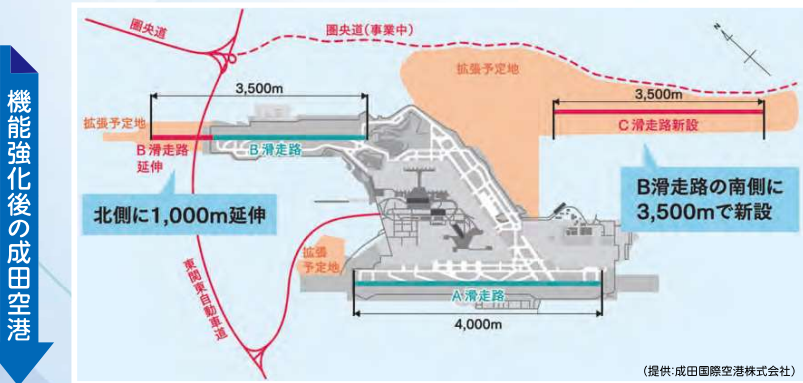 機能強化後の成田空港
圏央道
圏央道(事業中)
N
拡張予定地
3,500m
3,500m
拡張予定地
B滑走路
延伸
B滑走路
C滑走路新設
北側に1,000m延伸
B滑走路の南側に
3,500mで新設
拡張
予定地
東関東自動車道
A滑走路
4,000m
(提供:成田国際空港株式会社)